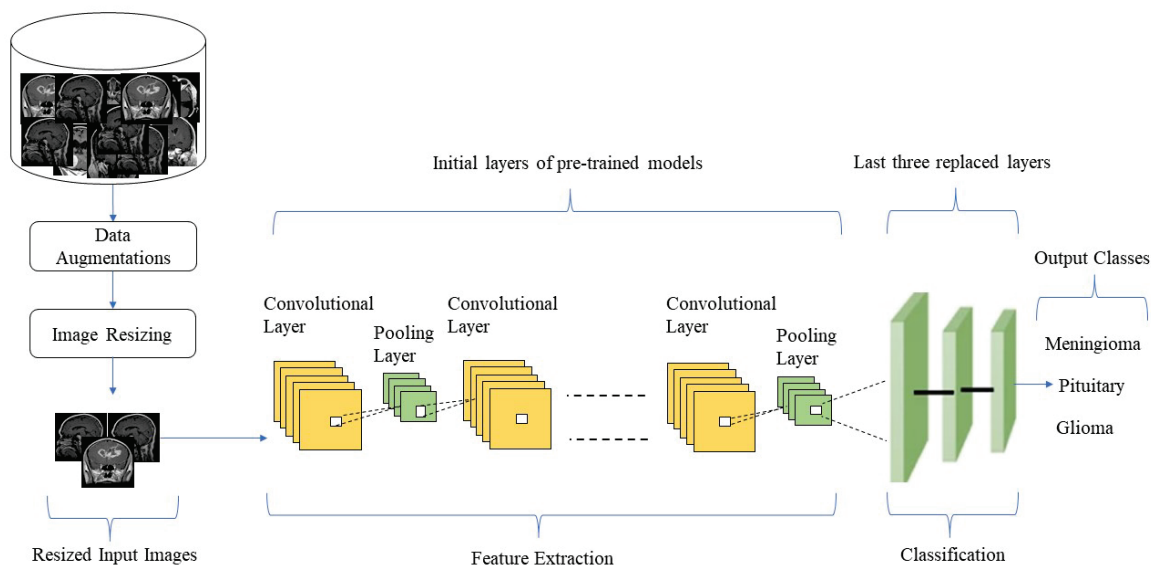 Initial layers of pre-trained models
Last three replaced layers
Data
Augmentations
Output Classes
Image Resizing
Convolutional
Layer
Pooling
Layer
Convolutional
Layer
Convolutional
Layer
Pooling
Layer
Meningioma
Pituitary
Glioma
Resized Input Images
Feature Extraction
Classification